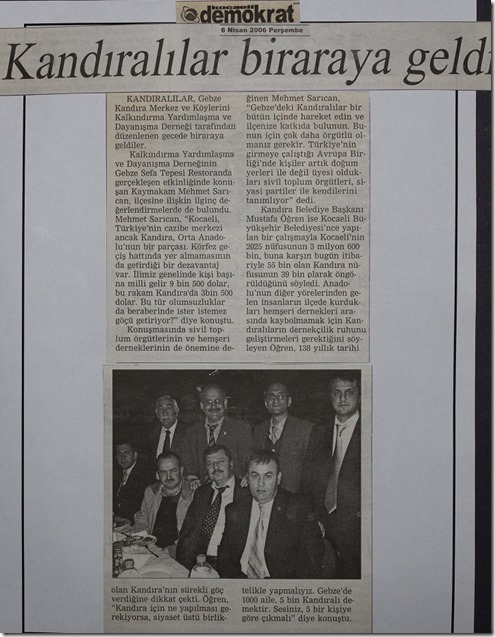 kocaeli
demokrat
6 Nisan 2006 Perşembe
Kandıralılar biraraya geldi
KANDIRALILAR, Gebze
Kandıra Merkez ve Köylerini
Kalkındırma Yardımlaşma ve
Dayanışma Derneği tarafından
düzenlenen gecede biraraya
geldiler.
Kalkındırma Yardımlaşma
ve Dayanışma Derneğinin
Gebze Sefa Tepesi Restoranda
gerçekleşen etkinliğinde konu-
şan Kaymakam Mehmet Sarı-
can, ilçesine ilişkin ilginç de-
ğerlendirmelerde de bulundu.
Mehmet Sarıcan, “Kocaeli,
Türkiye'nin cazibe merkezi
ancak Kandıra, Orta Anado-
lu'nun bir parçası. Körfez ge-
çiş hattında yer almamasının
da getirdiği bir dezavantaj
var. İlimiz genelinde kişi başı-
na milli gelir 9 bin 500 dolar,
bu rakam Kandıra'da 3bin 500
dolar. Bu tür olumsuzluklar
da beraberinde ister istemez
göçü getiriyor?” diye konuştu.
Konuşmasında sivil top-
lum örgütlerinin ve hemşeri
derneklerinin de önemine de-
ğinen Mehmet Sarıcan,
“Gebze'deki Kandıralılar bir
bütün içinde hareket edin ve
ilçenize katkıda bulunun. Bu-
nun için çok daha örgütlü ol-
manız gerekir. Türkiye'nin
girmeye çalıştığı Avrupa Bir-
liği'nde kişiler artık doğum
yerleri ile değil üyesi oldukla-
rı sivil toplum örgütleri, si-
yasi partiler ile kendilerini
tanımlıyor” dedi.
Kandıra Belediye Başkanı
Mustafa Öğren ise Kocaeli Bü-
yükşehir Belediyesi'nce yapı-
lan bir çalışmayla Kocaeli'nin
2025 nüfusunun 3 milyon 600
bin, buna karşın bugün itiba-
riyle 55 bin olan Kandıra nü-
fusunun 39 bin olarak öngö-
rüldüğünü söyledi. Anado-
lu'nun diğer yörelerinden ge-
len insanların ilçede kurduk-
ları hemşeri dernekleri ara-
sında kaybolmamak için Kan-
dıralıların dernekçilik ruhunu
geliştirmeleri gerektiğini söy-
leyen Öğren, 138 yıllık tarihi
olan Kandıra'nın sürekli göç
verdiğine dikkat çekti. Öğren,
“Kandıra için ne yapılması ge-
rekiyorsa, siyaset üstü birlik-
telikle yapmalıyız. Gebze'de
1000 aile, 5 bin Kandıralı de-
mektir. Sesiniz, 5 bir kişiye
göre çıkmalı” diye konuştu.